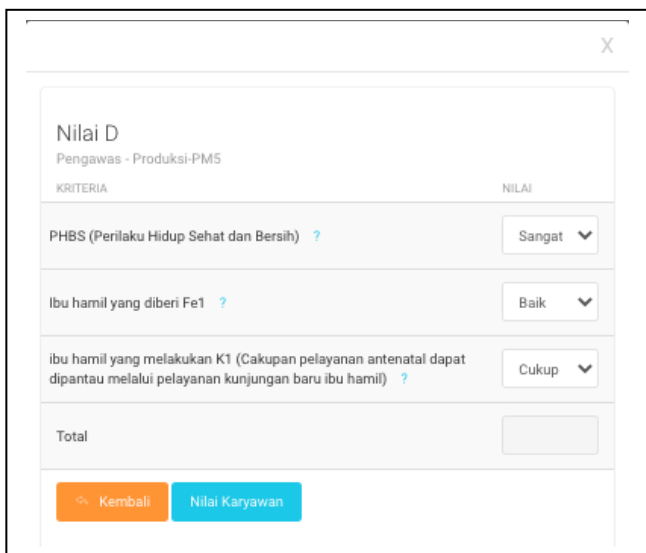 X
Nilai D
Pengawas - Produksi-PM5
KRITERIA NILAI
PHBS (Perilaku Hidup Sehat dan Bersih) ? Sangat
Ibu hamil yang diberi Fe1 ? Baik
ibu hamil yang melakukan K1 (Cakupan pelayanan antenatal dapat
dipantau melalui pelayanan kunjungan baru ibu hamil) ? Cukup
Total
Kembali Nilai Karyawan